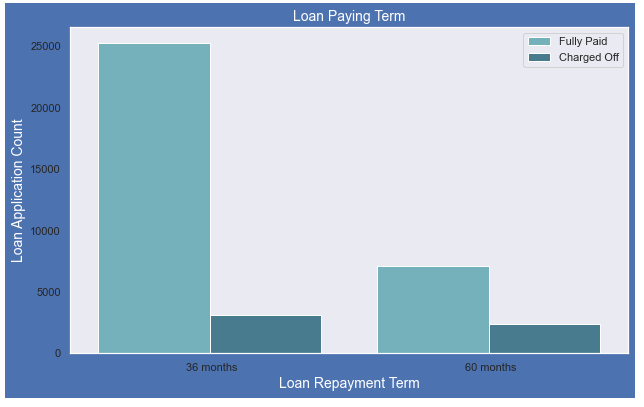 Loan Paying Term
Fully Paid
Charged Off
Loan Application Count
25000
20000
15000
10000
5000
0
36 months
60 months
Loan Repayment Term